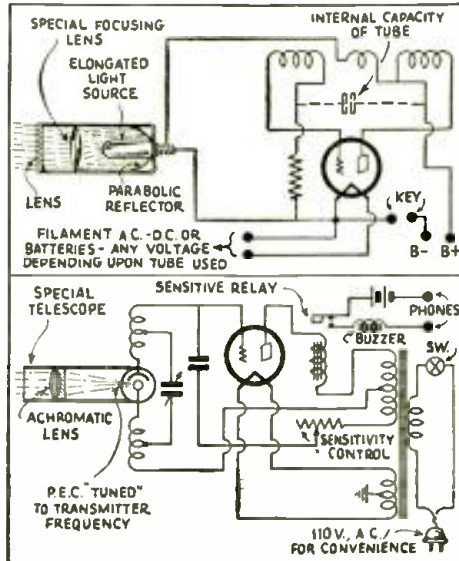 SPECIAL FOCUSING
LENS
ELONGATED
LIGHT
SOURCE
INTERNAL CAPACITY
OF TUBE
LENS
PARABOLIC
REFLECTOR
KEY
FILAMENT A.C.-D.C. OR
BATTERIES - ANY VOLTAGE
DEPENDING UPON TUBE USED
B- B+
SPECIAL
TELESCOPE
SENSITIVE RELAY
PHONES
BUZZER
SW.
ACHROMATIC
LENS
SENSITIVITY
CONTROL
P.E.C. "TUNED"
TO TRANSMITTER
FREQUENCY
110 V., A.C.
FOR CONVENIENCE